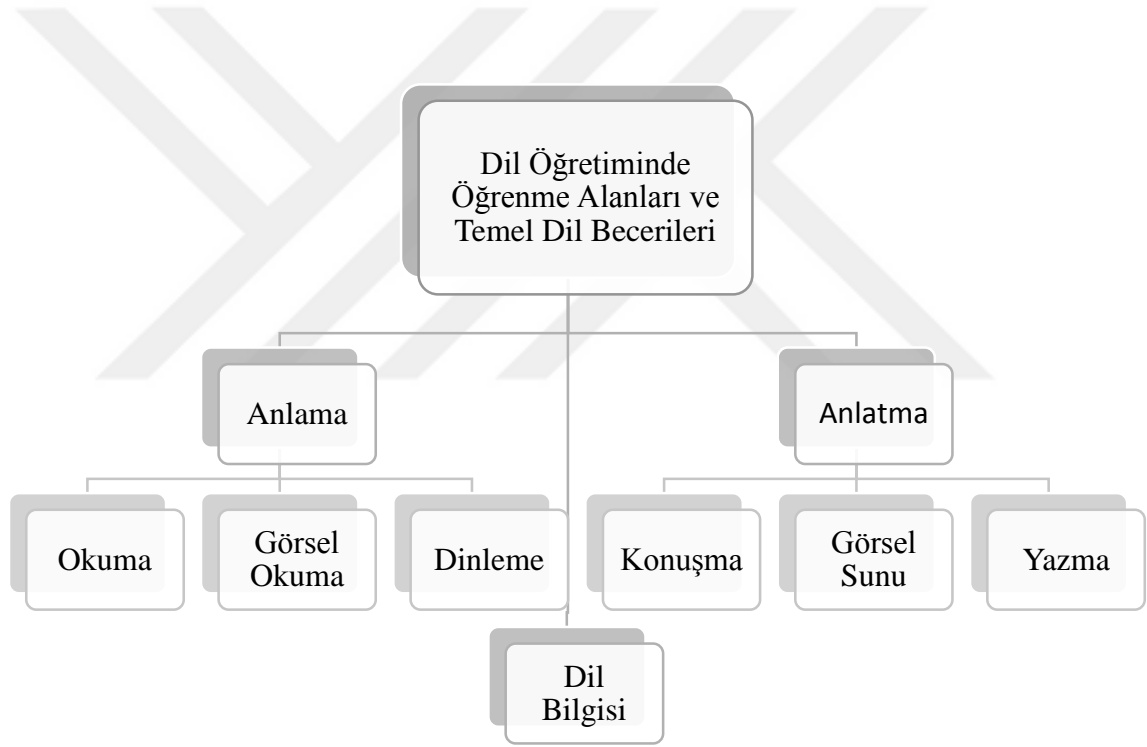 Dil Öğretiminde
Öğrenme Alanları ve
Temel Dil Becerileri
Anlama
Anlatma
Okuma
Görsel
Okuma
Dinleme
Konuşma
Görsel
Sunu
Yazma
Dil
Bilgisi